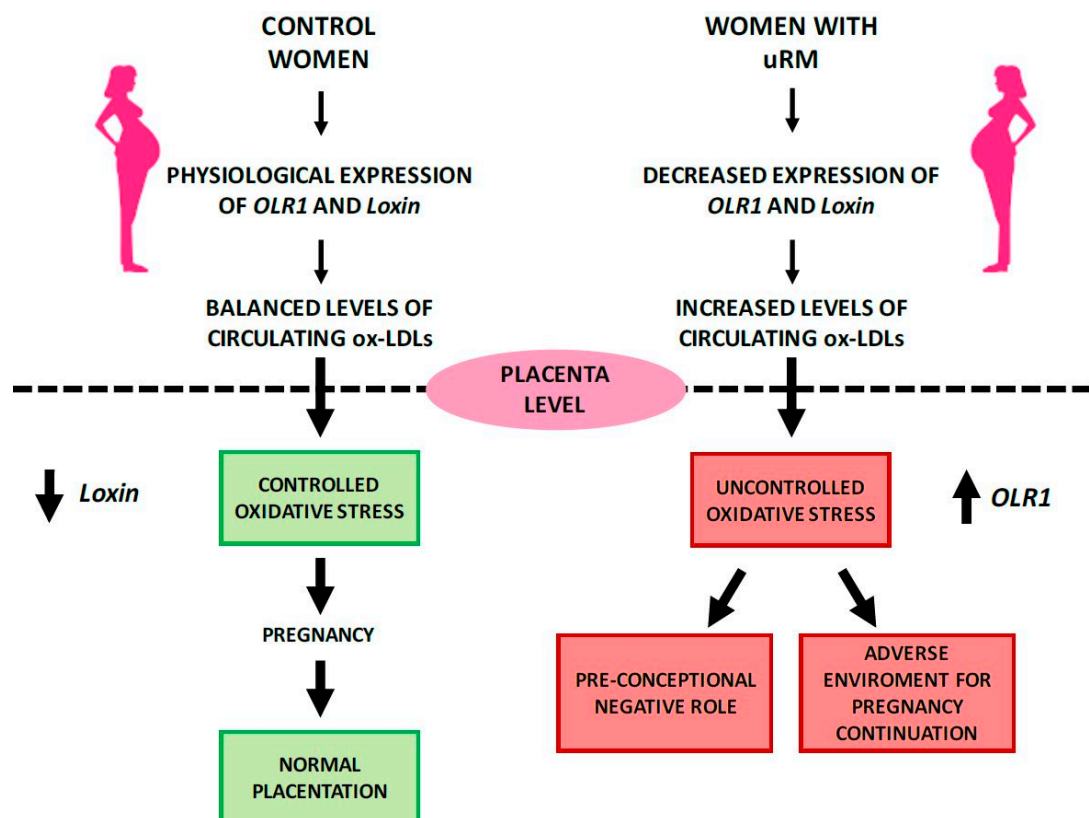 CONTROL
WOMEN
PHYSIOLOGICAL EXPRESSION
OF OLR1 AND Loxin
BALANCED LEVELS OF
CIRCULATING ox-LDLs
WOMEN WITH
uRM
DECREASED EXPRESSION OF
OLR1 AND Loxin
INCREASED LEVELS OF
CIRCULATING ox-LDLs
PLACENTA
LEVEL
Loxin
CONTROLLED
OXIDATIVE STRESS
PREGNANCY
NORMAL
PLACENTATION
UNCONTROLLED
OXIDATIVE STRESS
OLR1
PRE-CONCEPTIONAL
NEGATIVE ROLE
ADVERSE
ENVIROMENT FOR
PREGNANCY
CONTINUATION